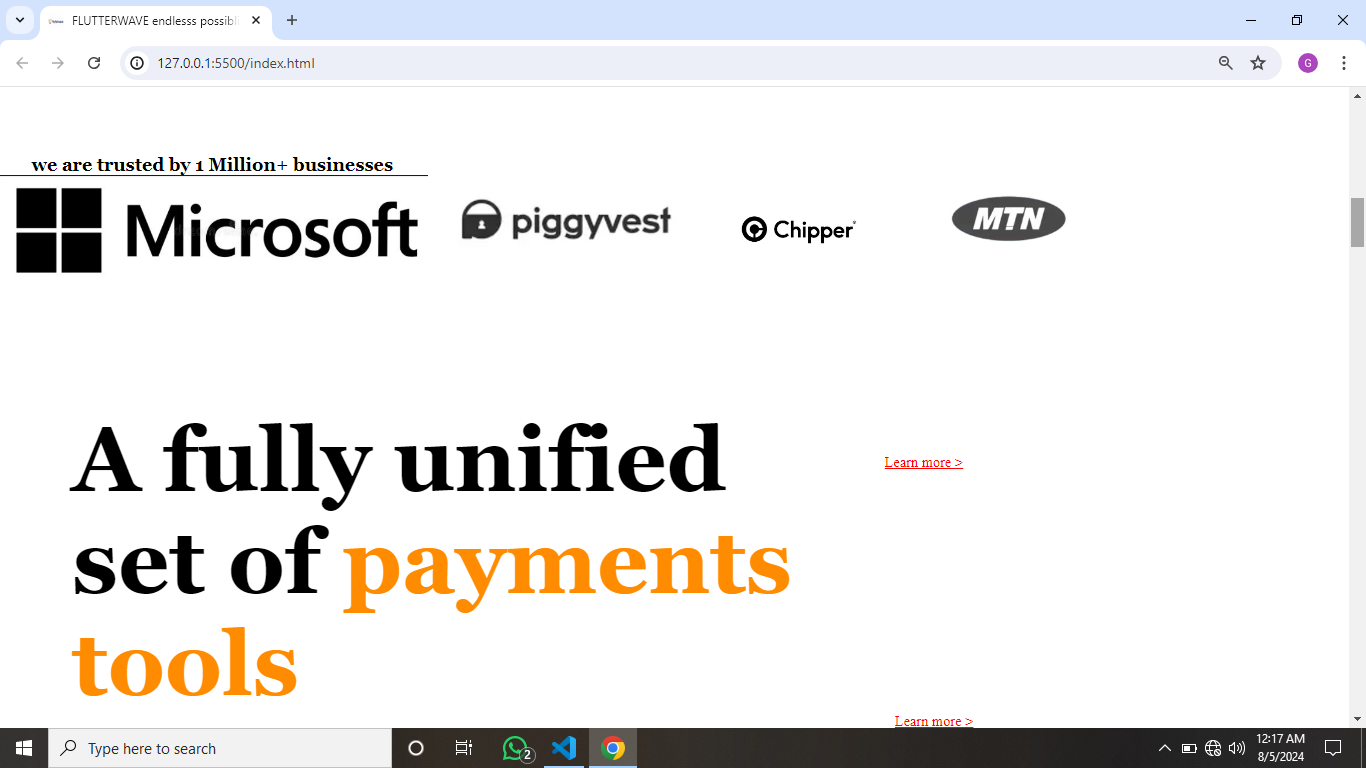 FLUTTERWAVE endlesss possible
127.0.0.1:5500/index.html
G
we are trusted by 1 Million+ businesses
Microsoft piggyvest Chipper MTN
A fully unified
Learn more >
set of payments
tools
Learn more >
Type here to search
2
12:17 AM
8/5/2024